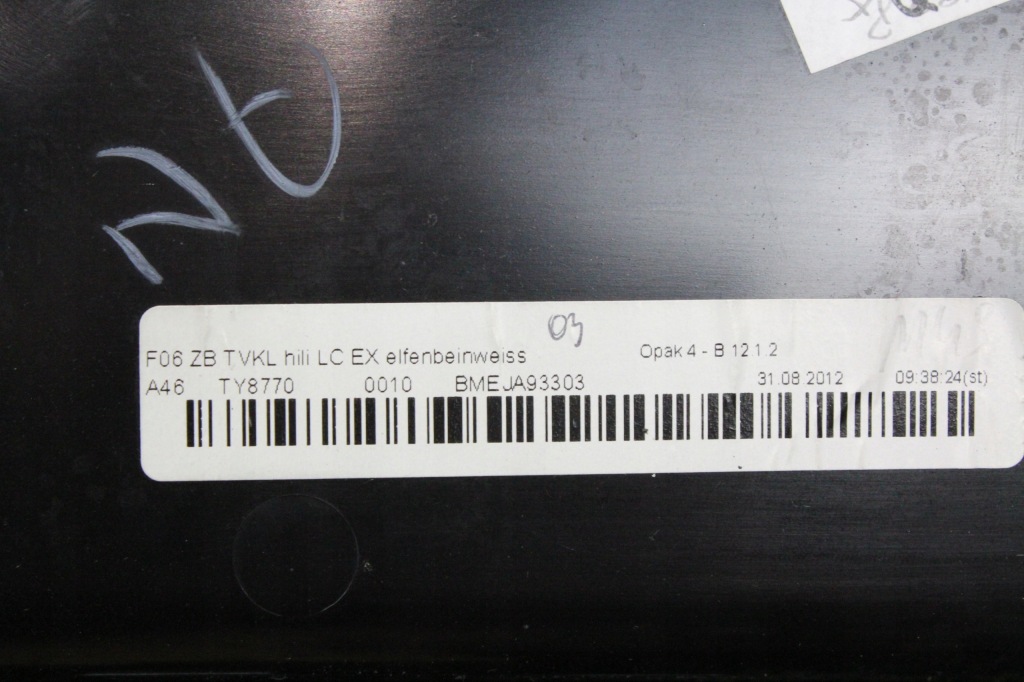 03
F06 ZB TVKL hili LC EX elfenbeinweiss Opak 4 - B 12 1.2
A46 TY8770 0010 BMEJA93303 31.08.2012 09:38:24(st)